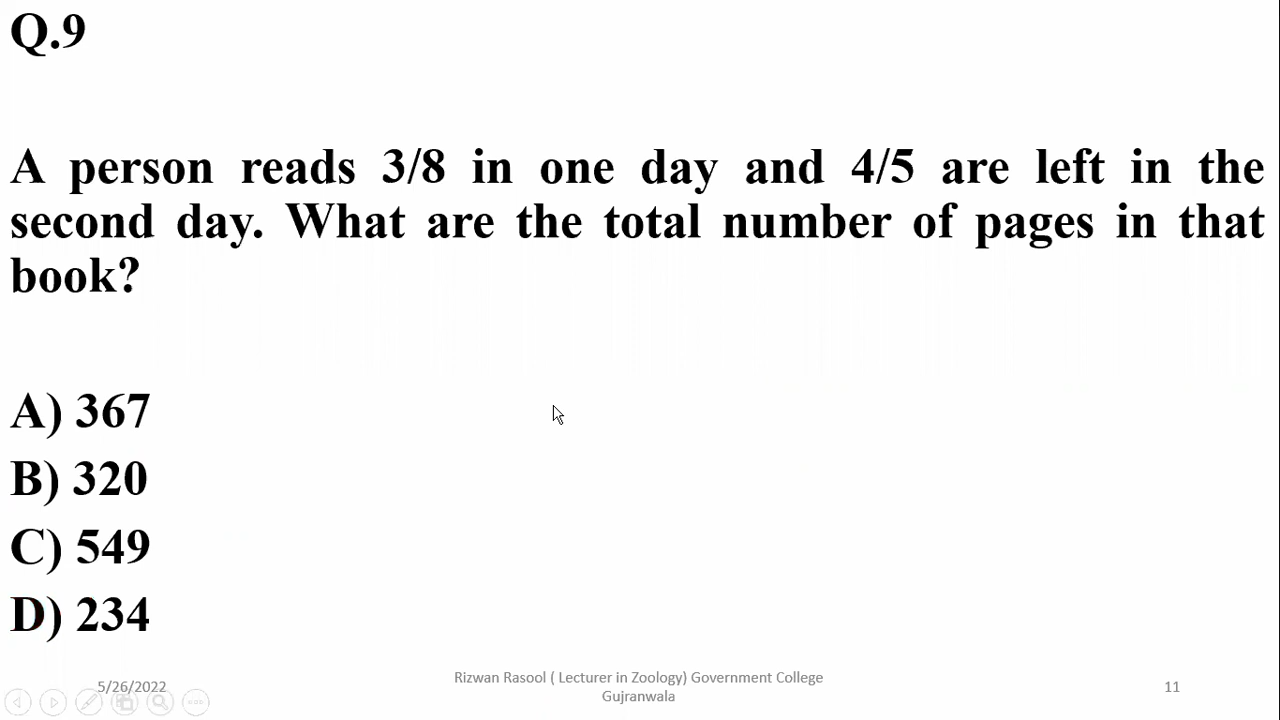 Q.9
A person reads 3/8 in one day and 4/5 are left in the
second day. What are the total number of pages in that
book?
A) 367
B) 320
C) 549
D) 234
5/26/2022
Rizwan Rasool ( Lecturer in Zoology) Government College
Gujranwala
11